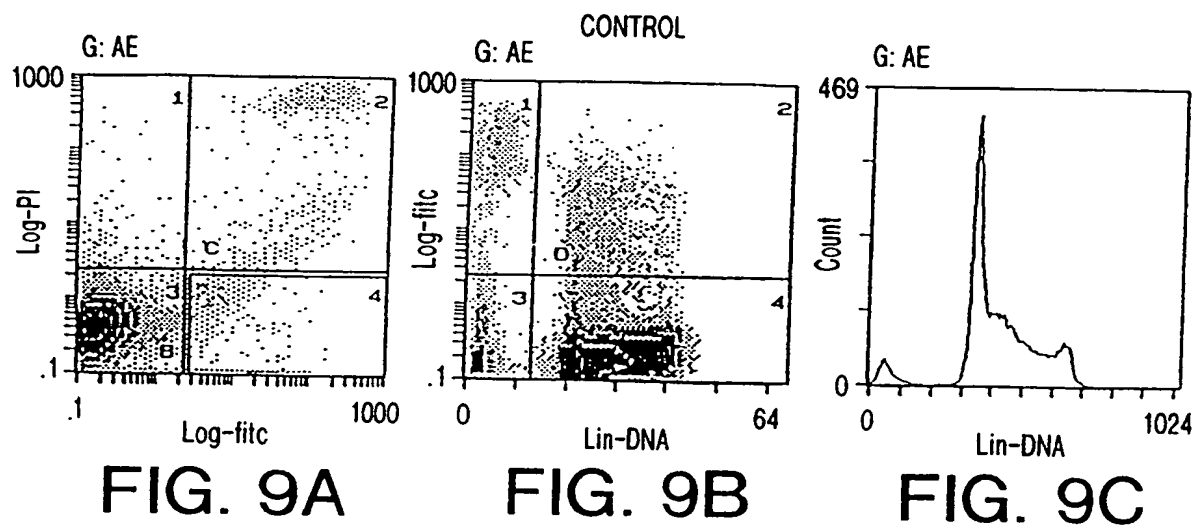 CONTROL
G: AE
1000
1
2
C
3
4
B
.1
.1
1000
Log-PI
Log-fitc
FIG. 9A
G: AE
1000
1
2
D
3
4
.1
0
64
Log-fitc
Lin-DNA
FIG. 9B
G: AE
469
0
0
1024
Count
Lin-DNA
FIG. 9C